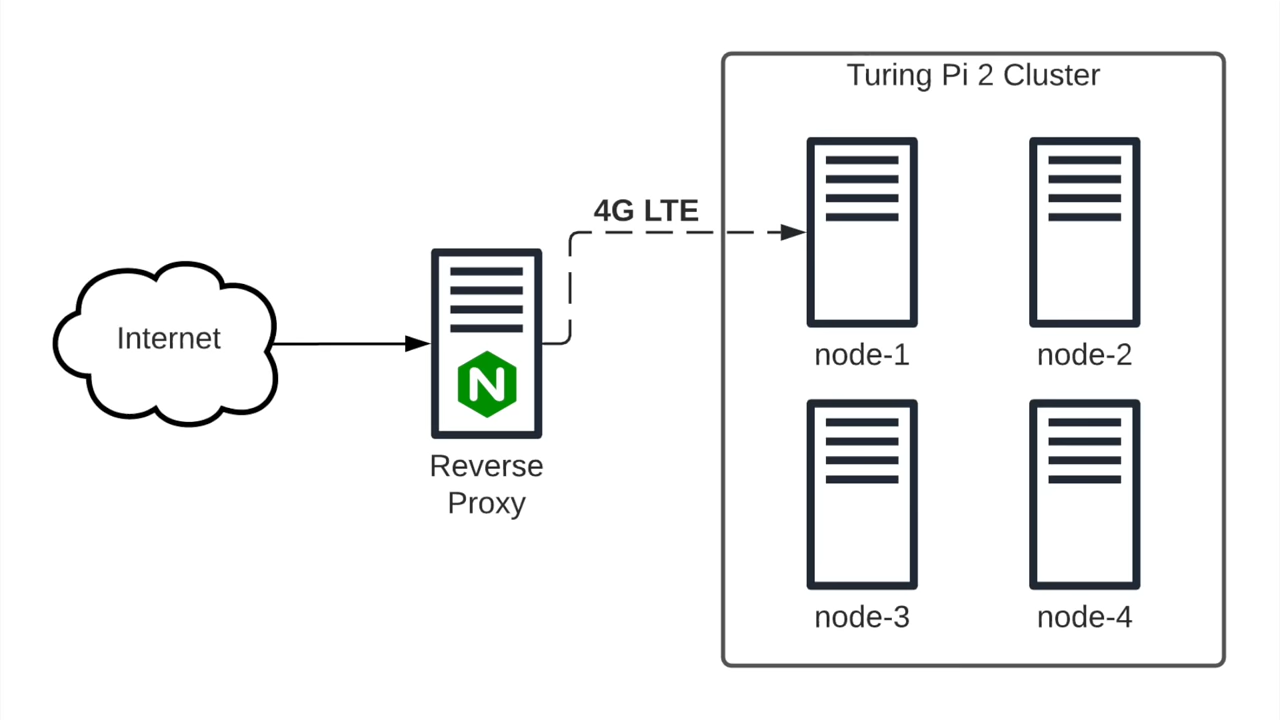 Turing Pi 2 Cluster
4G LTE
Internet
N
Reverse
Proxy
node-1
node-2
node-3
node-4